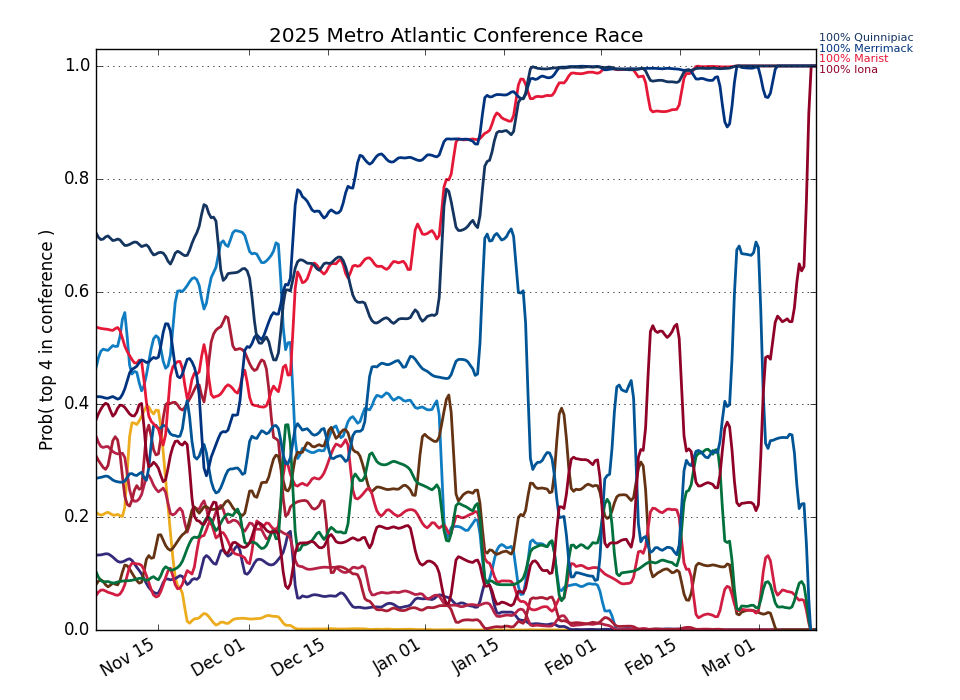 2025 Metro Atlantic Conference Race
100% Quinnipiac
100% Merrimack
100% Marist
100% Iona
1.0
0.8
0.6
0.4
0.2
0.0
Prob( top 4 in conference )
Nov 15
Dec 01
Dec 15
Jan 01
Jan 15
Feb 01
Feb 15
Mar 01